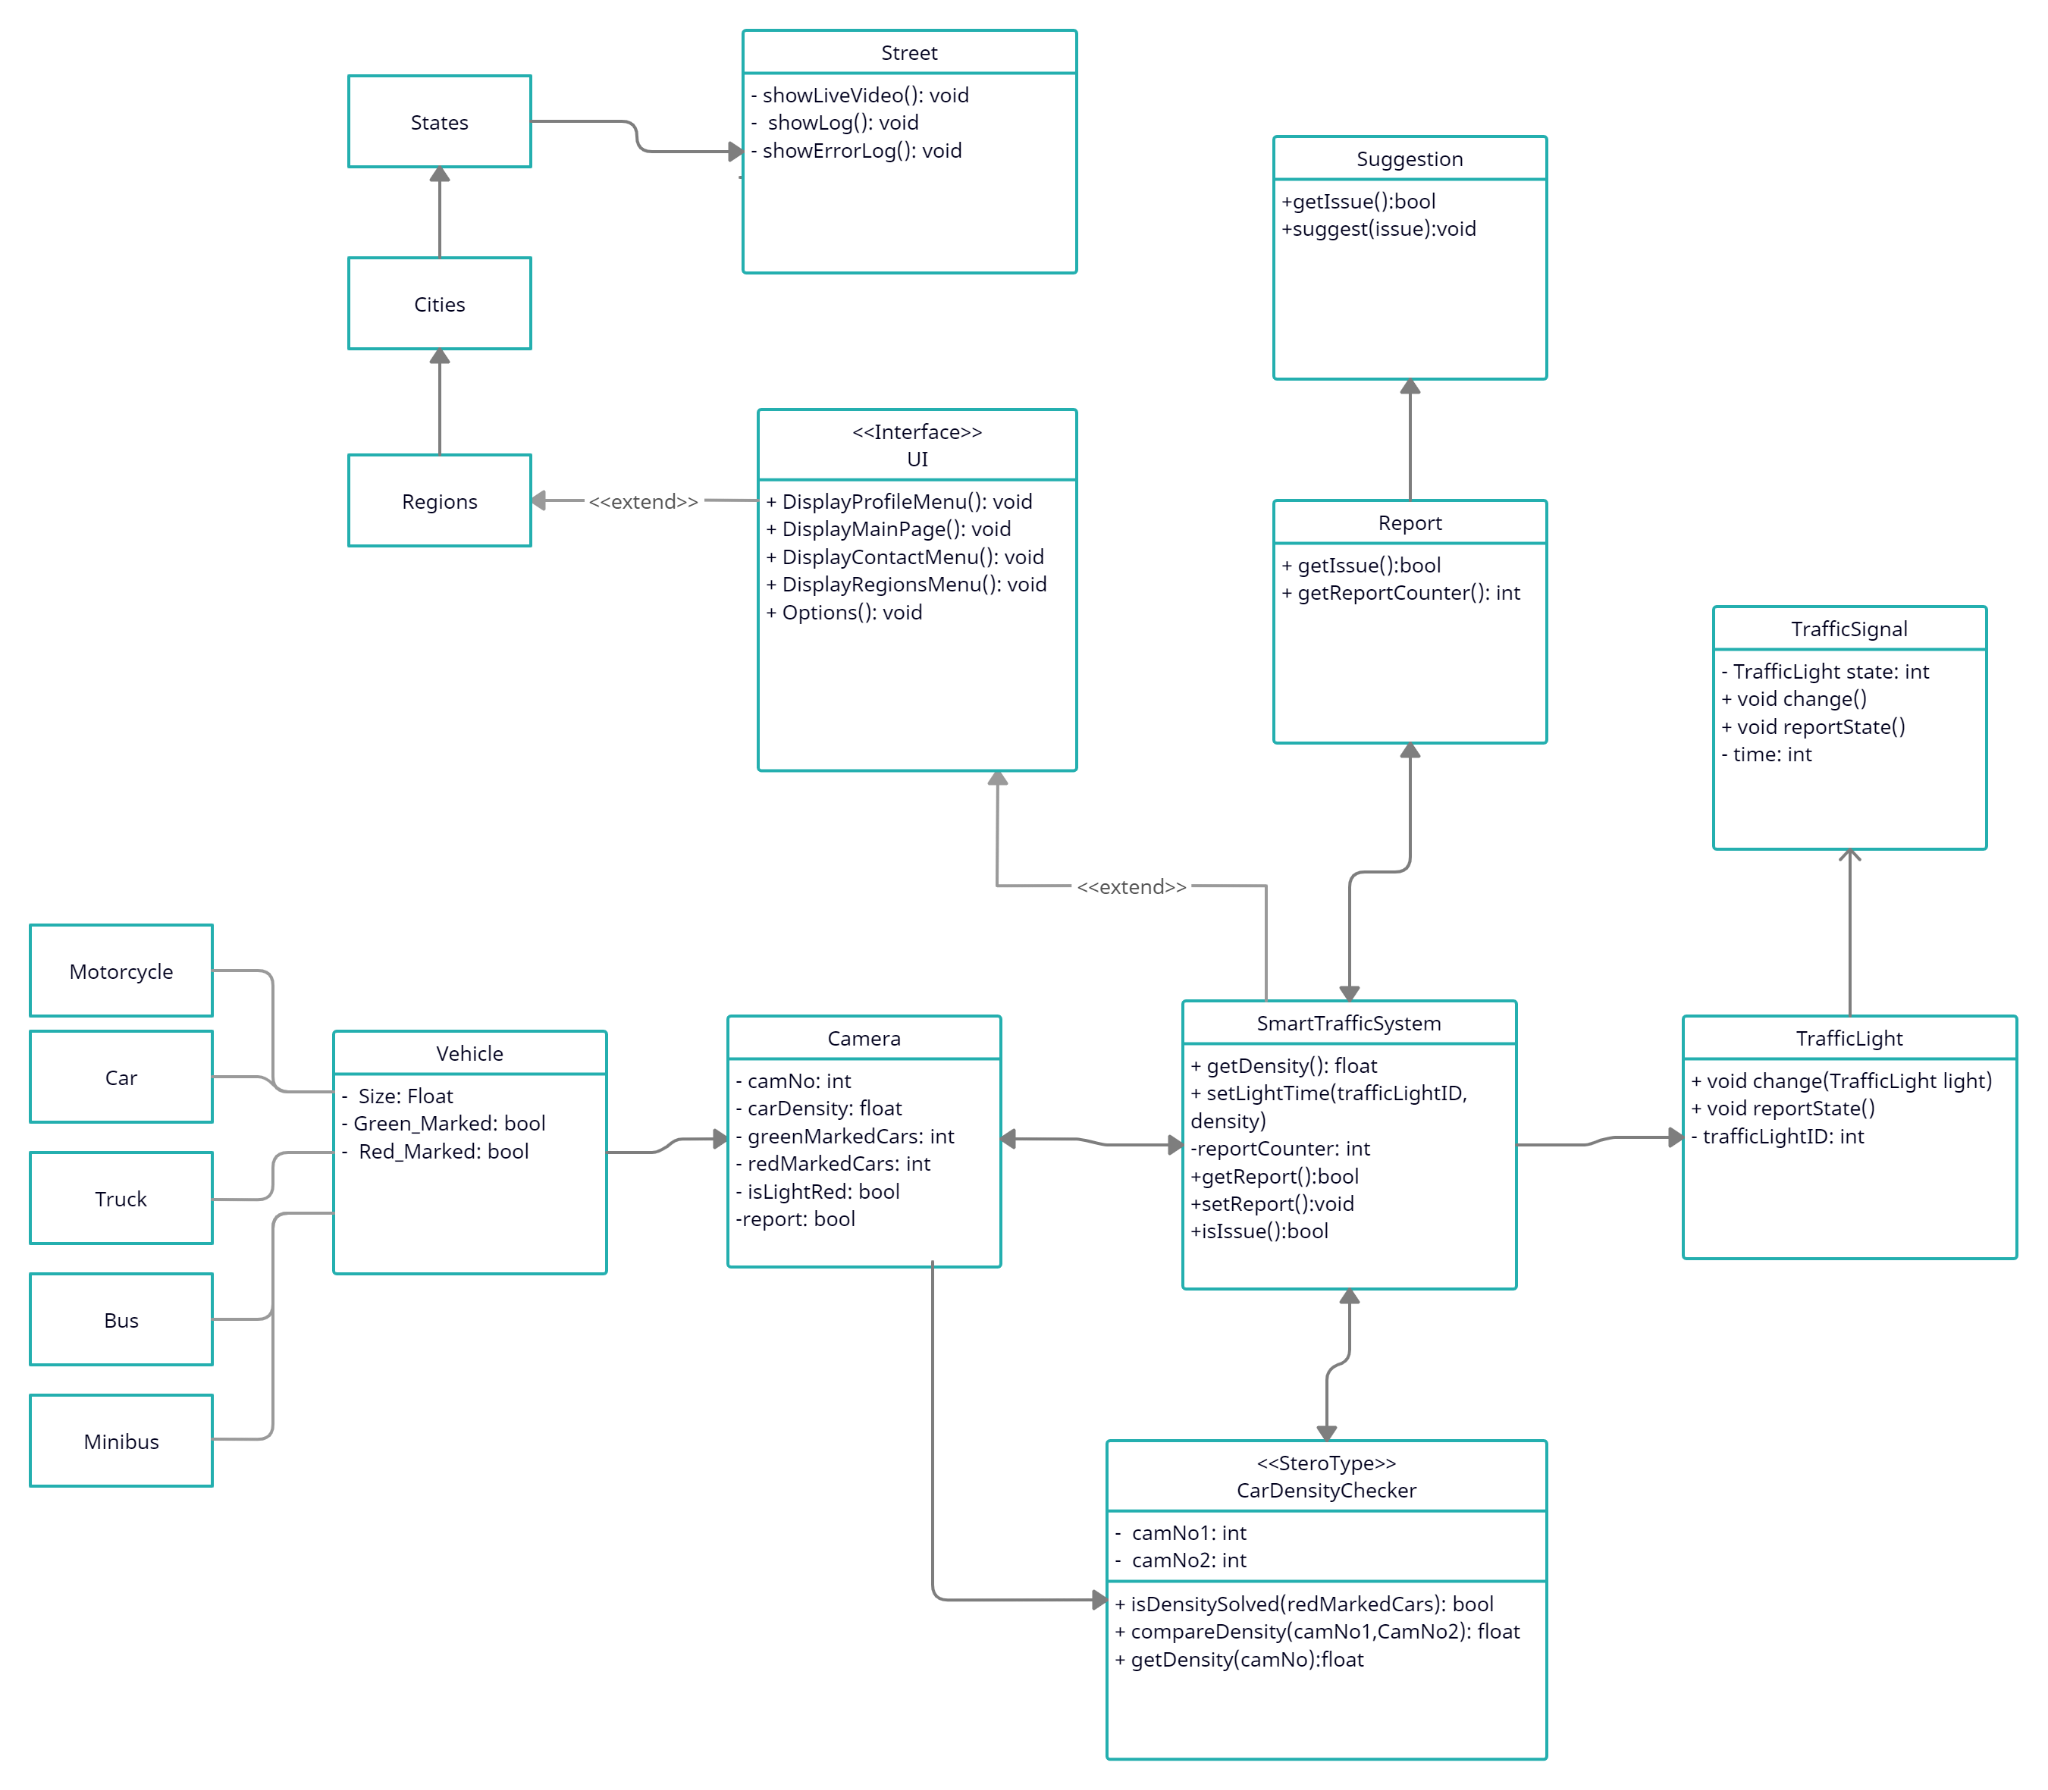 Street
- showLiveVideo(): void
-  showLog(): void
- showErrorLog(): void
-
States
Cities
Regions
<<extend>>
<<Interface>>
UI
+ DisplayProfileMenu(): void
+ DisplayMainPage(): void
+ DisplayContactMenu(): void
+ DisplayRegionsMenu(): void
+ Options(): void
Suggestion
+getIssue():bool
+suggest(issue):void
Report
+ getIssue():bool
+ getReportCounter(): int
TrafficSignal
- TrafficLight state: int
+ void change()
+ void reportState()
- time: int
<<extend>>
Motorcycle
Car
Truck
Bus
Minibus
Vehicle
-  Size: Float
- Green_Marked: bool
-  Red_Marked: bool
Camera
- camNo: int
- carDensity: float
- greenMarkedCars: int
- redMarkedCars: int
- isLightRed: bool
-report: bool
SmartTrafficSystem
+ getDensity(): float
+ setLightTime(trafficLightID,
density)
-reportCounter: int
+getReport():bool
+setReport():void
+isIssue():bool
TrafficLight
+ void change(TrafficLight light)
+ void reportState()
- trafficLightID: int
<<SteroType>>
CarDensityChecker
-  camNo1: int
-  camNo2: int
+ isDensitySolved(redMarkedCars): bool
+ compareDensity(camNo1,CamNo2): float
+ getDensity(camNo):float